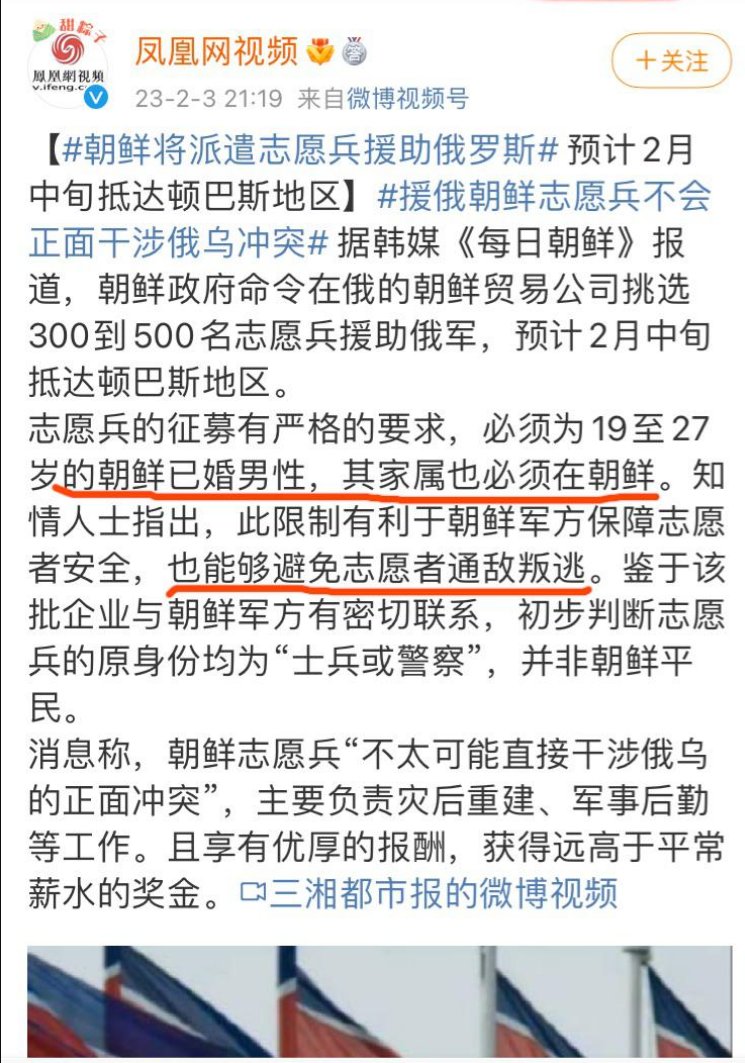 甜粽子
鳳凰網視頻
v.ifeng.c
凤凰网视频
+关注
23-2-3 21:19 来自微博视频号
【#朝鲜将派遣志愿兵援助俄罗斯# 预计2月
中旬抵达顿巴斯地区】#援俄朝鲜志愿兵不会
正面干涉俄乌冲突# 据韩媒《每日朝鲜》报
道，朝鲜政府命令在俄的朝鲜贸易公司挑选
300到500名志愿兵援助俄军，预计2月中旬
抵达顿巴斯地区。
志愿兵的征募有严格的要求，必须为19至27
岁的朝鲜已婚男性，其家属也必须在朝鲜。知
情人士指出，此限制有利于朝鲜军方保障志愿
者安全，也能够避免志愿者通敌叛逃。鉴于该
批企业与朝鲜军方有密切联系，初步判断志愿
兵的原身份均为“士兵或警察”，并非朝鲜平
民。
消息称，朝鲜志愿兵“不太可能直接干涉俄乌
的正面冲突”，主要负责灾后重建、军事后勤
等工作。且享有优厚的报酬，获得远高于平常
薪水的奖金。三湘都市报的微博视频